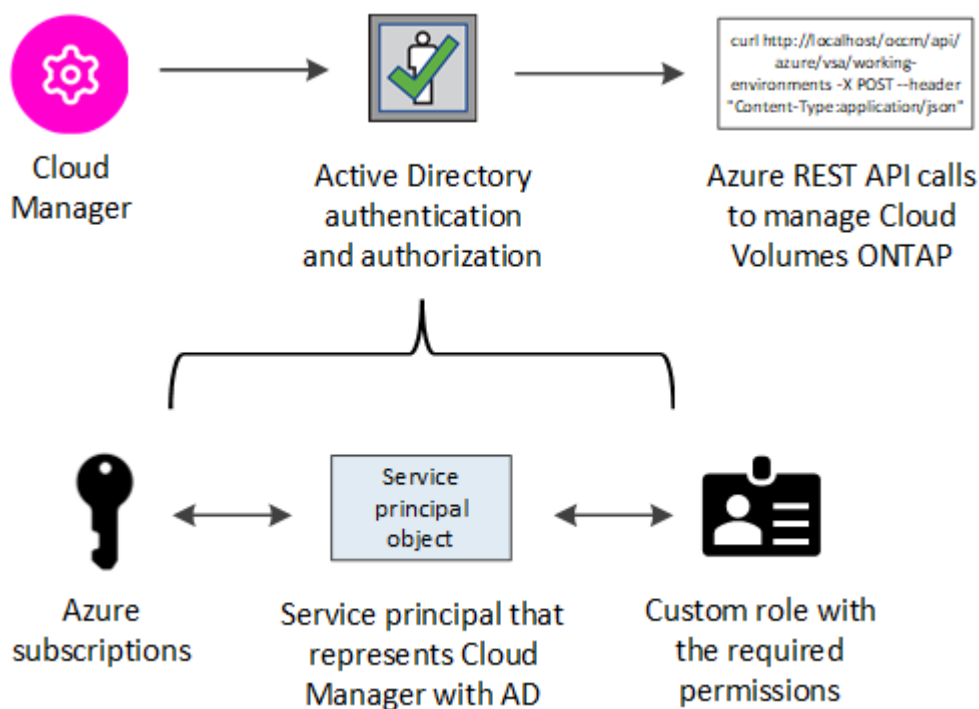 curl http://localhost/occm/api/
azure/vsa/working-
environments -X POST --header
"Content-Type:application/json"
Cloud
Manager
Active Directory
authentication
and authorization
Azure REST API calls
to manage Cloud
Volumes ONTAP
Service
principal
object
Azure
subscriptions
Service principal that
represents Cloud
Manager with AD
Custom role with
the required
permissions